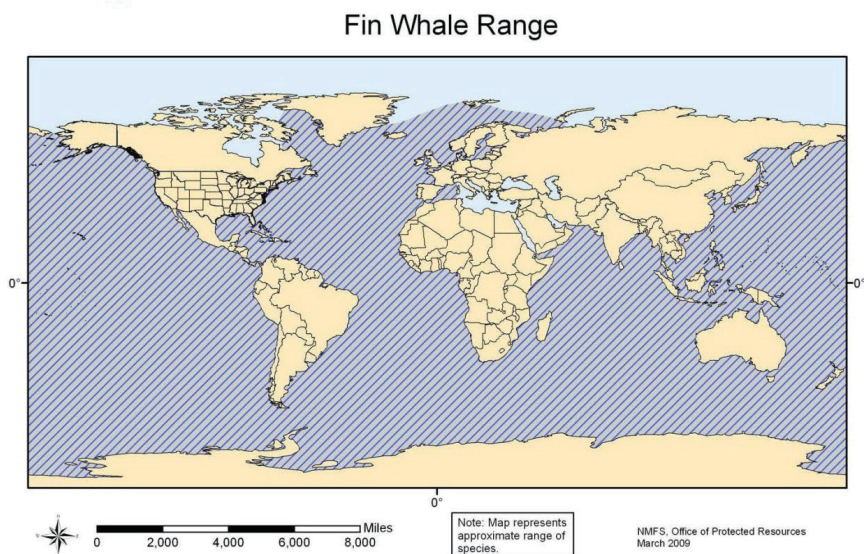 Fin Whale Range
0°
0°
0°
Miles
0 2,000 4,000 6,000 8,000
Note: Map represents
approximate range of
species.
NMFS, Office of Protected Resources
March 2009